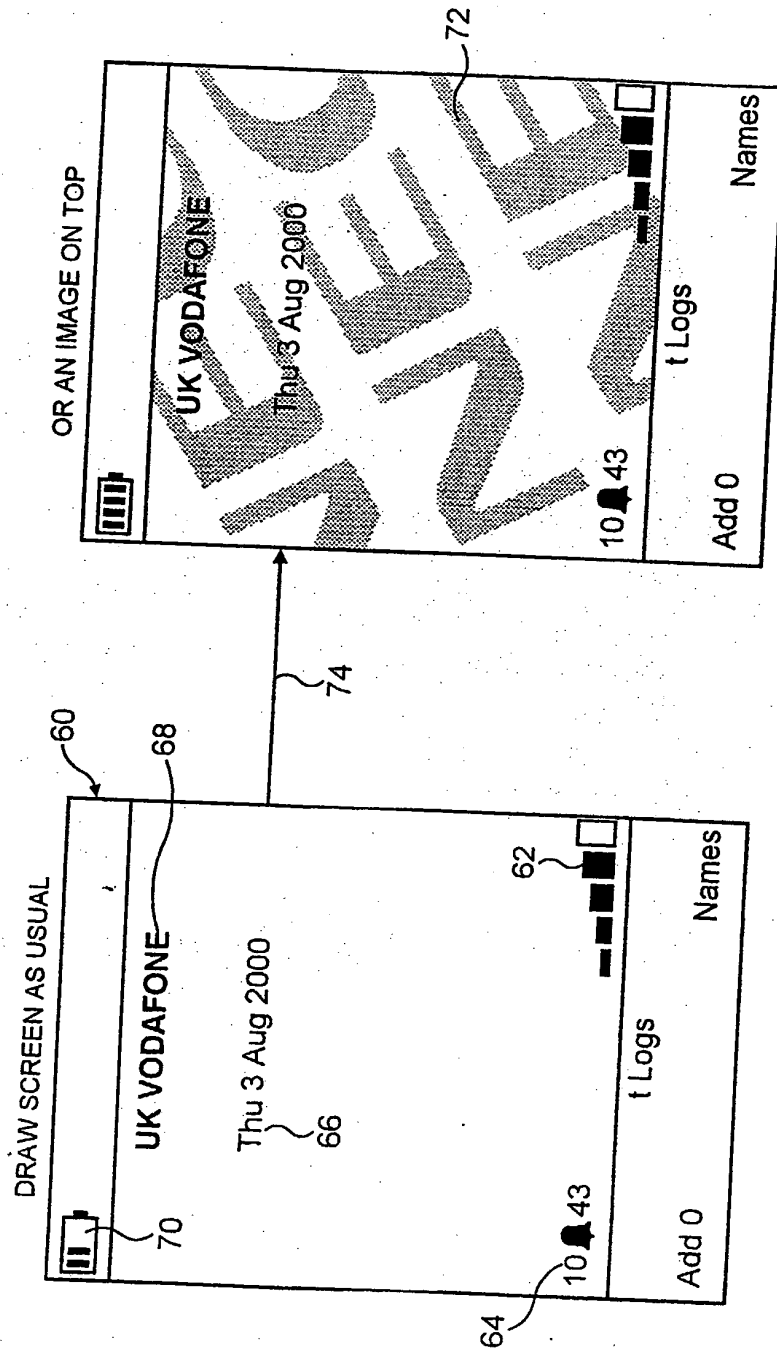 DRAW SCREEN AS USUAL
60
70
UK VODAFONE
68
Thu 3 Aug 2000
66
62
64
10 43
t Logs
Add 0 Names
74
OR AN IMAGE ON TOP
UK VODAFONE
Thu 3 Aug 2000
72
10 43
t Logs
Add 0 Names